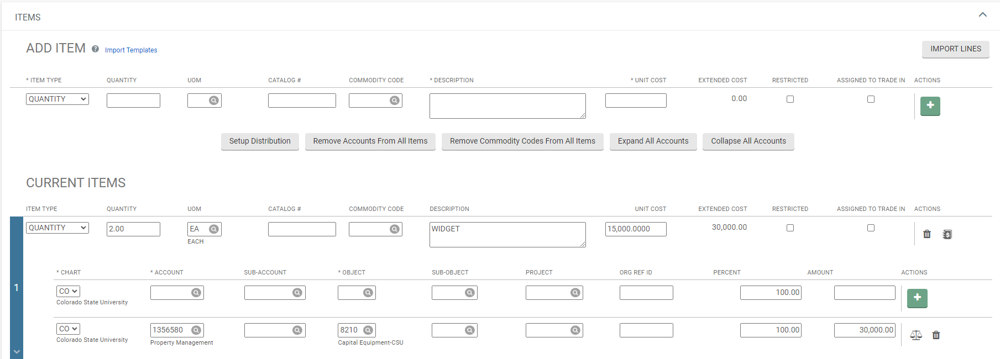 ITEMS
ADD ITEM ? Import Templates
IMPORT LINES
* ITEM TYPE QUANTITY UOM CATALOG # COMMODITY CODE * DESCRIPTION * UNIT COST EXTENDED COST RESTRICTED ASSIGNED TO TRADE IN ACTIONS
QUANTITY 0.00
Setup Distribution Remove Accounts From All Items Remove Commodity Codes From All Items Expand All Accounts Collapse All Accounts
CURRENT ITEMS
ITEM TYPE QUANTITY UOM CATALOG # COMMODITY CODE DESCRIPTION UNIT COST EXTENDED COST RESTRICTED ASSIGNED TO TRADE IN ACTIONS
QUANTITY 2.00 EA WIDGET 15,000.0000 30,000.00
EACH
* CHART * ACCOUNT SUB-ACCOUNT * OBJECT SUB-OBJECT PROJECT ORG REF ID PERCENT AMOUNT ACTIONS
1
CO 100.00
Colorado State University
CO 1356580 8210 100.00 30,000.00
Colorado State University Property Management Capital Equipment-CSU